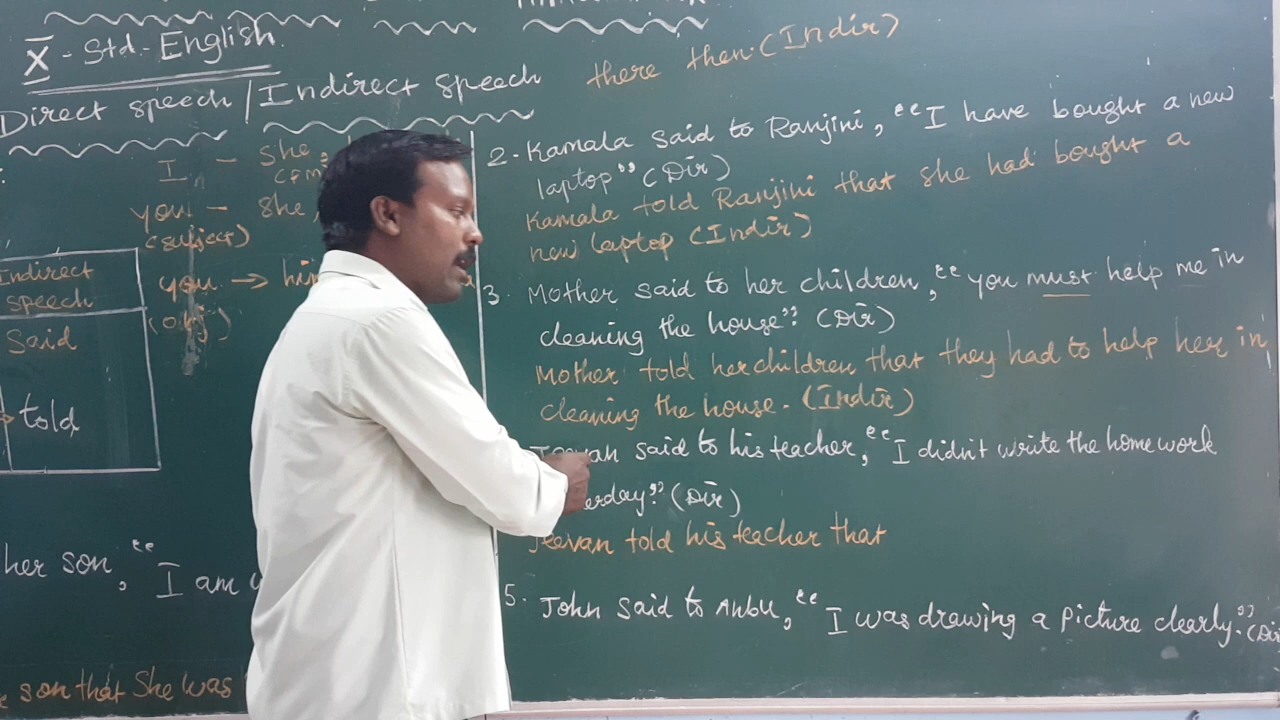 X - Std. English
Direct speech / Indirect speech
there then (Indir)
I - she,
you - she,
(subject)
you → him
(obj)
Indirect
speech
Said
told
her son, "I am
son that She was
2. Kamala said to Ranjini, "I have bought a new
laptop" (Dir)
Kamala told Ranjini that she had bought a
new laptop (Indir)
3. Mother said to her children, "you must help me in
cleaning the house". (Dir)
Mother told her children that they had to help her in
cleaning the house. (Indir)
said to his teacher, "I didn't write the homework
erday". (Dir)
Jeevan told his teacher that
5. John said to Anbu, "I was drawing a picture clearly." (Dir